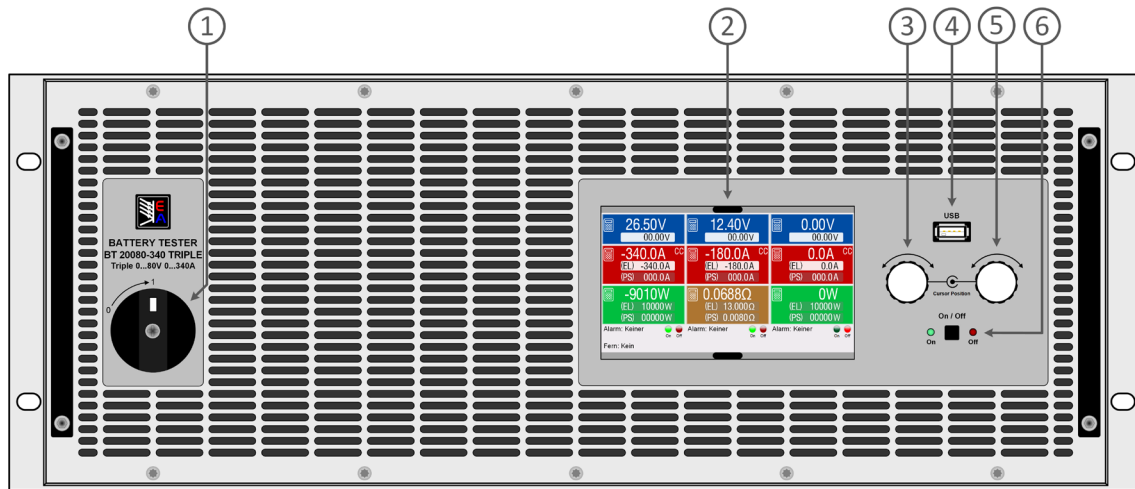 1
2
3
4
5
6
EA
BATTERY TESTER
BT 20080-340 TRIPLE
Triple 0...80V 0...340A
0
1
26.50V
00.00V
12.40V
00.00V
0.00V
00.00V
-340.0A CC
(EL) -340.0A
(PS) 000.0A
-180.0A CC
(EL) -180.0A
(PS) 000.0A
0.0A CC
(EL) 0.0A
(PS) 000.0A
-9010W
(EL) 10000W
(PS) 00000W
0.0688Ω
(EL) 13.000Ω
(PS) 0.0080Ω
0W
(EL) 10000W
(PS) 00000W
Alarm: Keiner
On Off
Alarm: Keiner
On Off
Alarm: Keiner
On Off
Fern: Kein
USB
Cursor Position
On / Off
On
Off